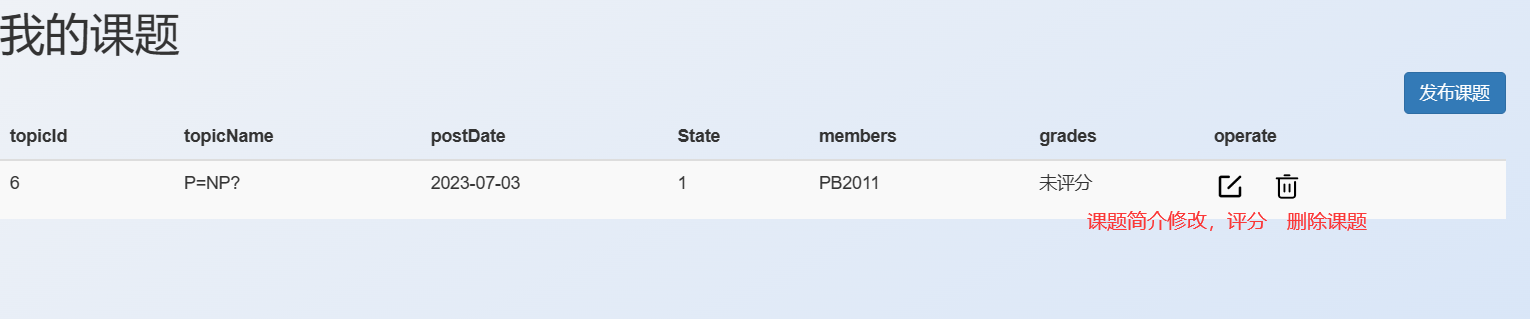 我的课题
发布课题
topicId topicName postDate State members grades operate
6 P=NP? 2023-07-03 1 PB2011 未评分
课题简介修改，评分 删除课题